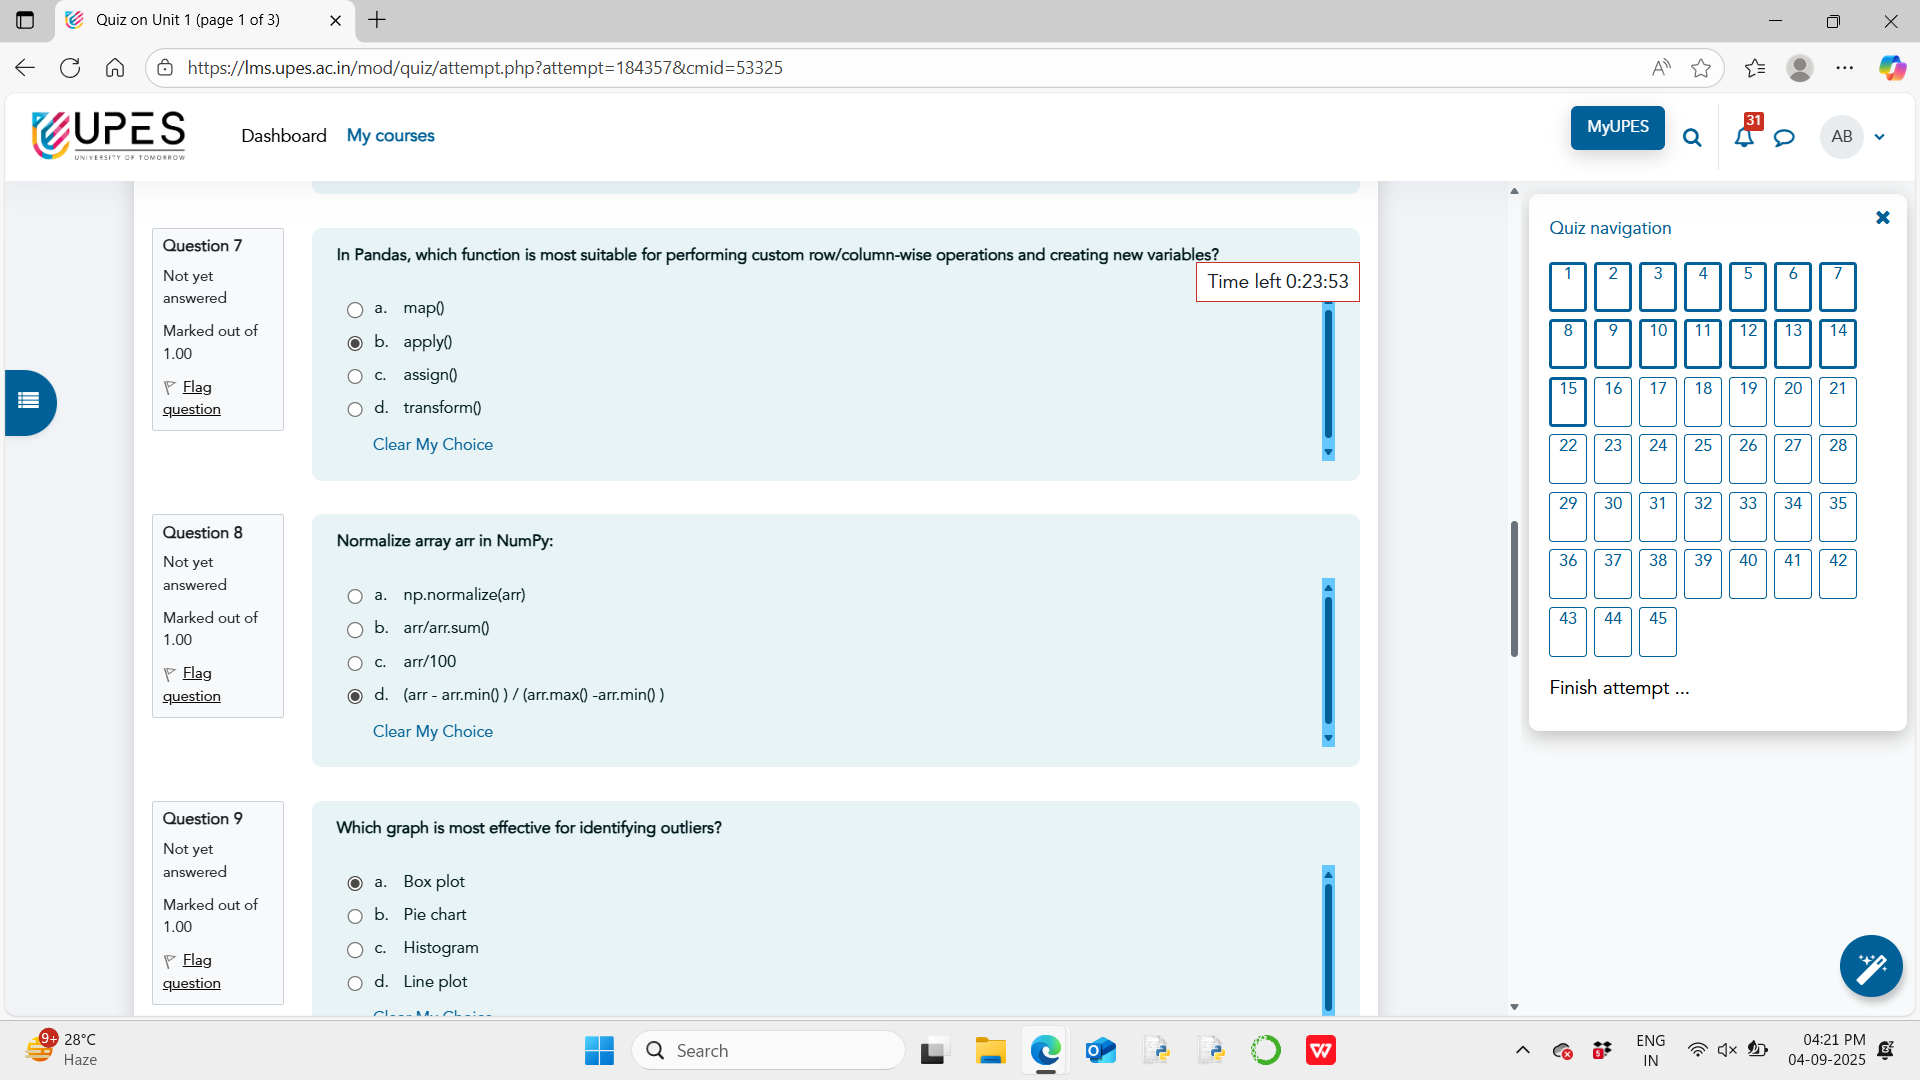 Quiz on Unit 1 (page 1 of 3)
https://lms.upes.ac.in/mod/quiz/attempt.php?attempt=184357&cmid=53325
UPES
UNIVERSITY OF TOMORROW
Dashboard
My courses
MyUPES
31
AB
Question 7
Not yet
answered
Marked out of
1.00
Flag
question
In Pandas, which function is most suitable for performing custom row/column-wise operations and creating new variables?
Time left 0:23:53
a. map()
b. apply()
c. assign()
d. transform()
Clear My Choice
Question 8
Not yet
answered
Marked out of
1.00
Flag
question
Normalize array arr in NumPy:
a. np.normalize(arr)
b. arr/arr.sum()
c. arr/100
d. (arr - arr.min() ) / (arr.max() -arr.min() )
Clear My Choice
Question 9
Not yet
answered
Marked out of
1.00
Flag
question
Which graph is most effective for identifying outliers?
a. Box plot
b. Pie chart
c. Histogram
d. Line plot
Clear My Choice
Quiz navigation
1 2 3 4 5 6 7
8 9 10 11 12 13 14
15 16 17 18 19 20 21
22 23 24 25 26 27 28
29 30 31 32 33 34 35
36 37 38 39 40 41 42
43 44 45
Finish attempt ...
9+
28°C
Haze
Search
ENG
IN
04:21 PM
04-09-2025